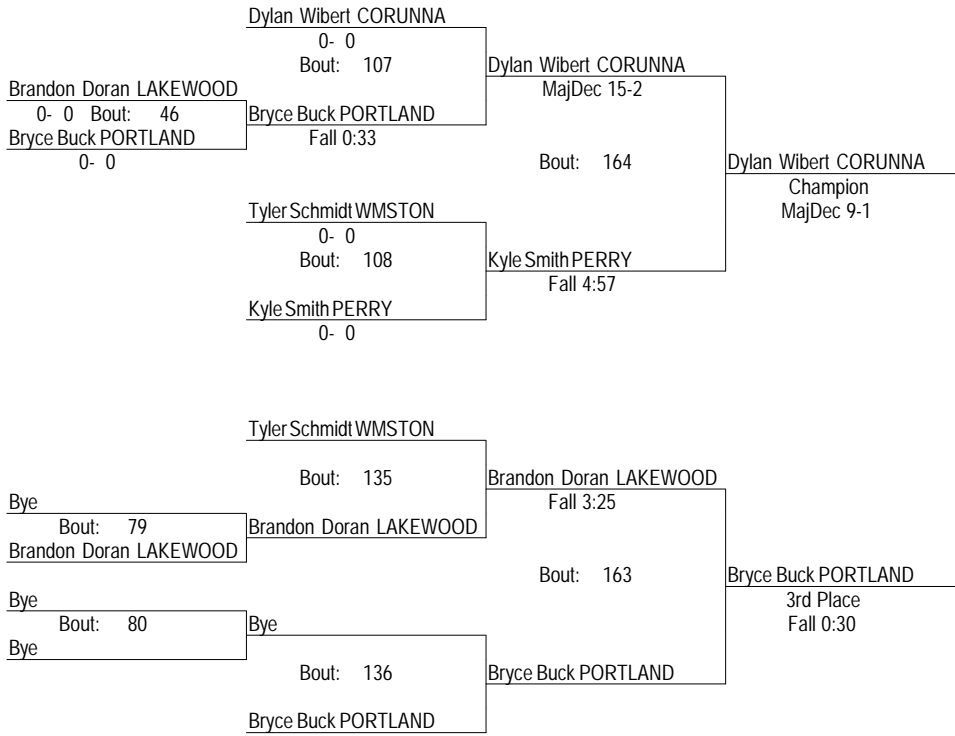 Dylan Wibert CORUNNA
0- 0
Bout: 107
Dylan Wibert CORUNNA
Brandon Doran LAKEWOOD
MajDec 15-2
0- 0 Bout: 46
Bryce Buck PORTLAND
Bryce Buck PORTLAND
Fall 0:33
0- 0
Bout: 164
Dylan Wibert CORUNNA
Champion
MajDec 9-1
Tyler Schmidt WMSTON
0- 0
Bout: 108
Kyle Smith PERRY
Fall 4:57
Kyle Smith PERRY
0- 0
Tyler Schmidt WMSTON
Bout: 135
Brandon Doran LAKEWOOD
Fall 3:25
Bye
Bout: 79
Brandon Doran LAKEWOOD
Brandon Doran LAKEWOOD
Bout: 163
Bryce Buck PORTLAND
3rd Place
Fall 0:30
Bye
Bout: 80
Bye
Bye
Bout: 136
Bryce Buck PORTLAND
Bryce Buck PORTLAND